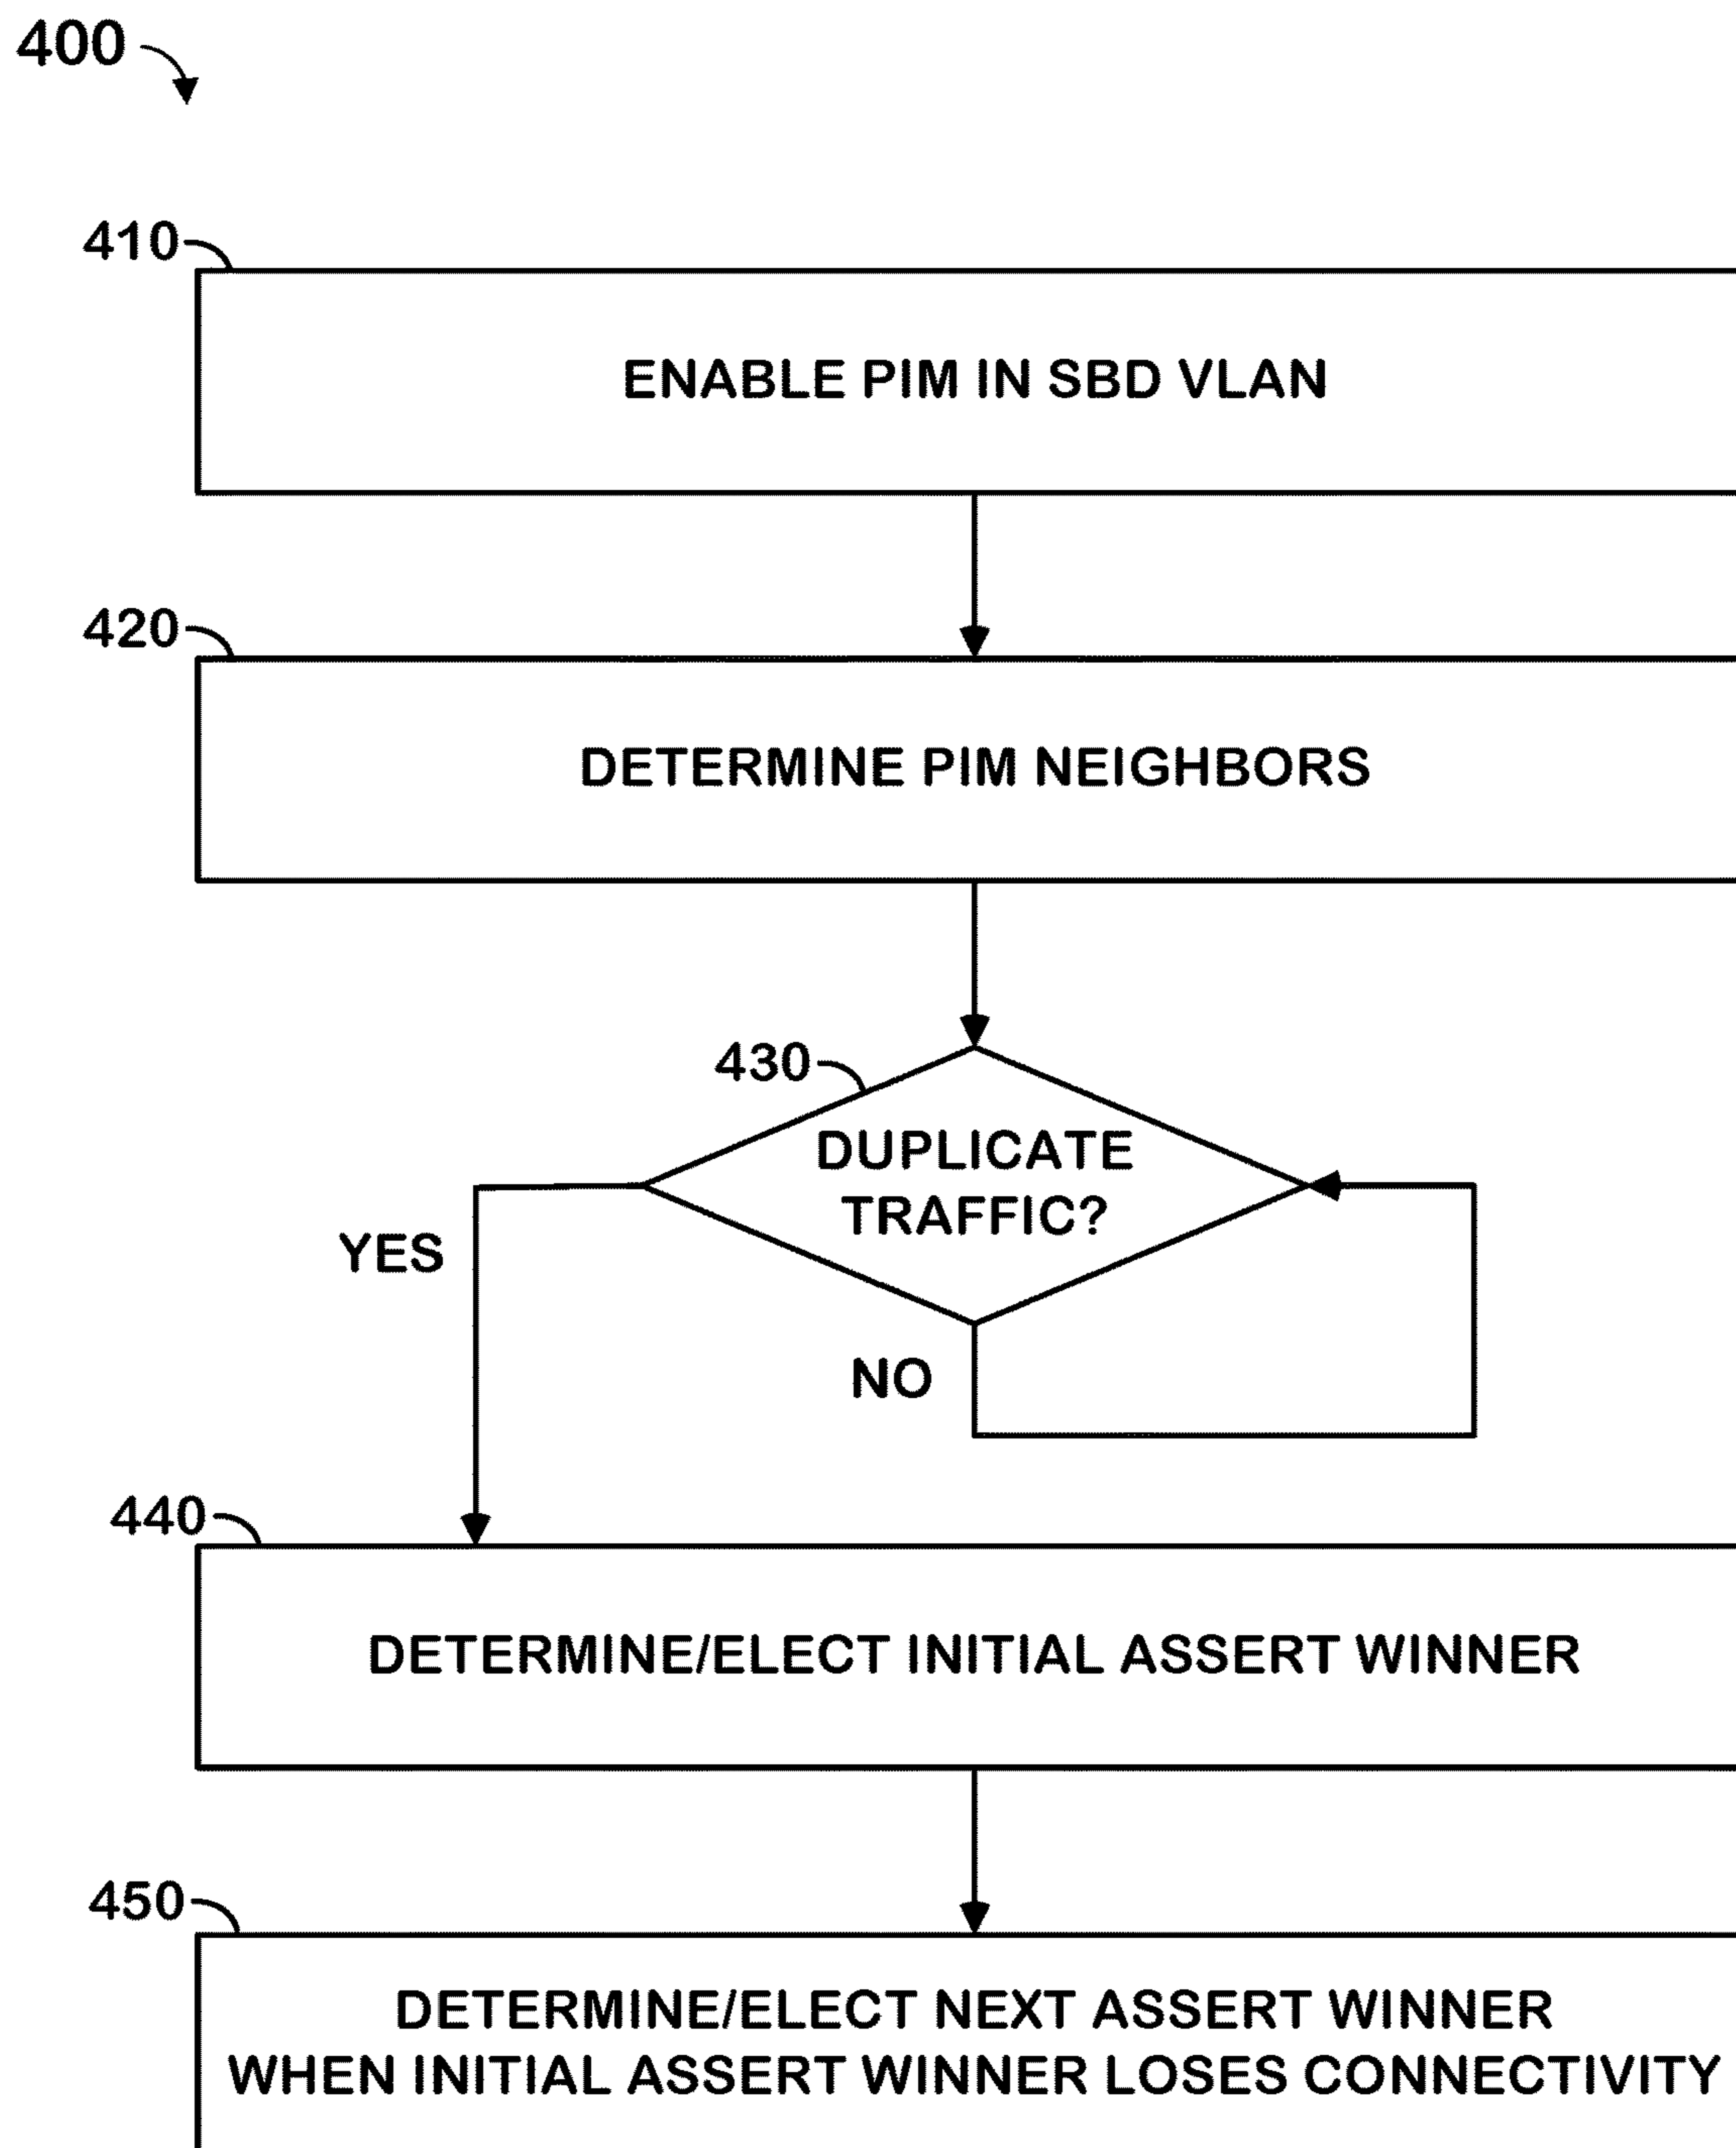 400
410
ENABLE PIM IN SBD VLAN
420
DETERMINE PIM NEIGHBORS
430
DUPLICATE
TRAFFIC?
YES
NO
440
DETERMINE/ELECT INITIAL ASSERT WINNER
450
DETERMINE/ELECT NEXT ASSERT WINNER
WHEN INITIAL ASSERT WINNER LOSES CONNECTIVITY